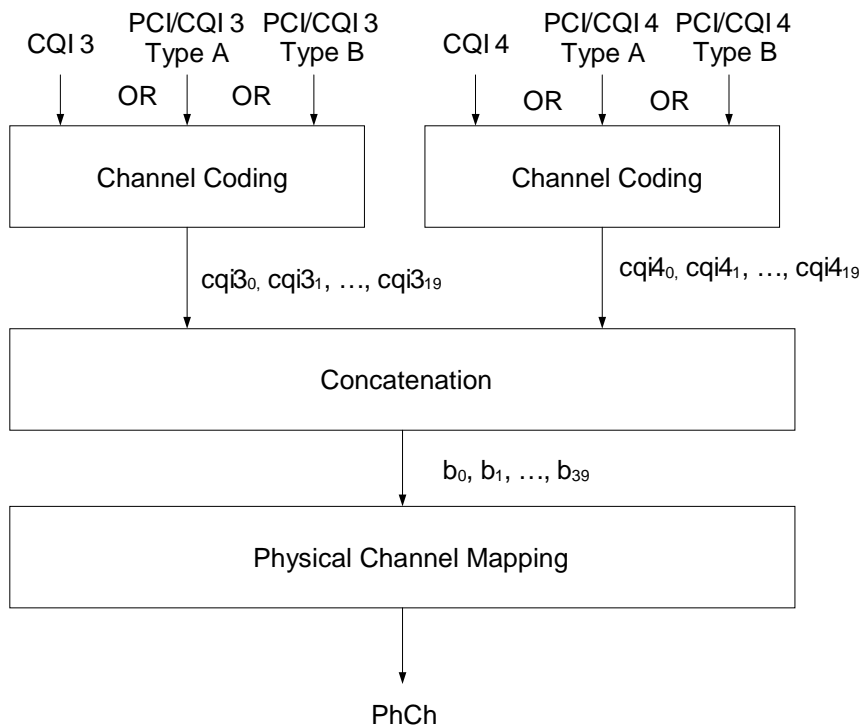 CQI 3
PCI/CQI 3
Type A
PCI/CQI 3
Type B
CQI 4
PCI/CQI 4
Type A
PCI/CQI 4
Type B
OR
OR
OR
OR
Channel Coding
Channel Coding
cqi3₀, cqi3₁, …, cqi3₁₉
cqi4₀, cqi4₁, …, cqi4₁₉
Concatenation
b₀, b₁, …, b₃₉
Physical Channel Mapping
PhCh